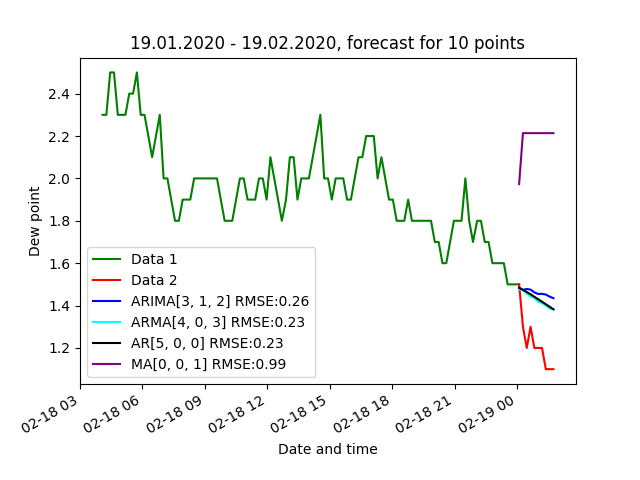 19.01.2020 - 19.02.2020, forecast for 10 points
Dew point
2.4
2.2
2.0
1.8
1.6
1.4
1.2
Data 1
Data 2
ARIMA[3, 1, 2] RMSE:0.26
ARMA[4, 0, 3] RMSE:0.23
AR[5, 0, 0] RMSE:0.23
MA[0, 0, 1] RMSE:0.99
02-18 03
02-18 06
02-18 09
02-18 12
02-18 15
02-18 18
02-18 21
02-19 00
Date and time